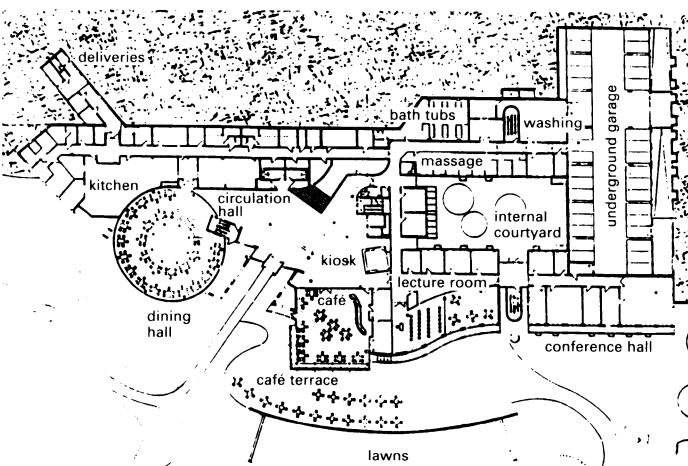 deliveries
bath tubs
washing
underground garage
massage
kitchen
circulation
hall
internal
courtyard
kiosk
lecture room
café
dining
hall
conference hall
café terrace
lawns